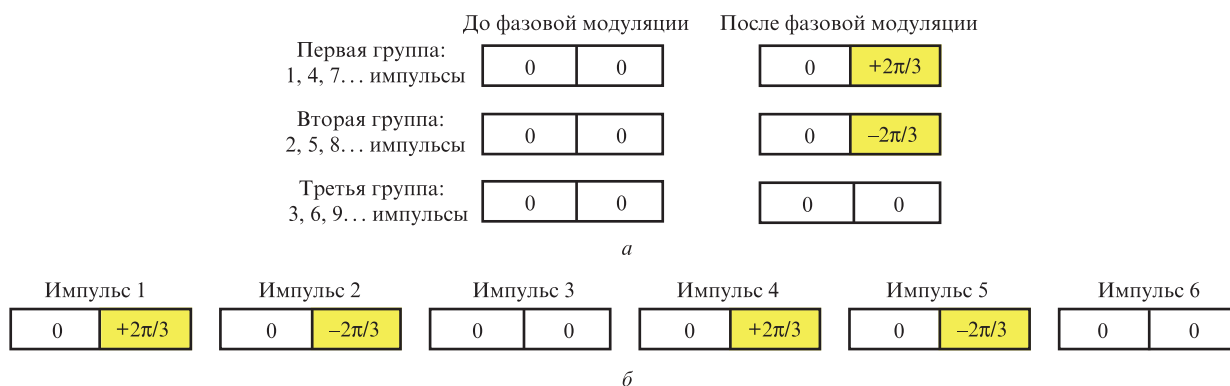 До фазовой модуляции После фазовой модуляции
Первая группа:
1, 4, 7… импульсы
0 0 0 +2π/3
Вторая группа:
2, 5, 8… импульсы
0 0 0 –2π/3
Третья группа:
3, 6, 9… импульсы
0 0 0 0
а
Импульс 1 Импульс 2 Импульс 3 Импульс 4 Импульс 5 Импульс 6
0 +2π/3 0 –2π/3 0 0 0 +2π/3 0 –2π/3 0 0
б